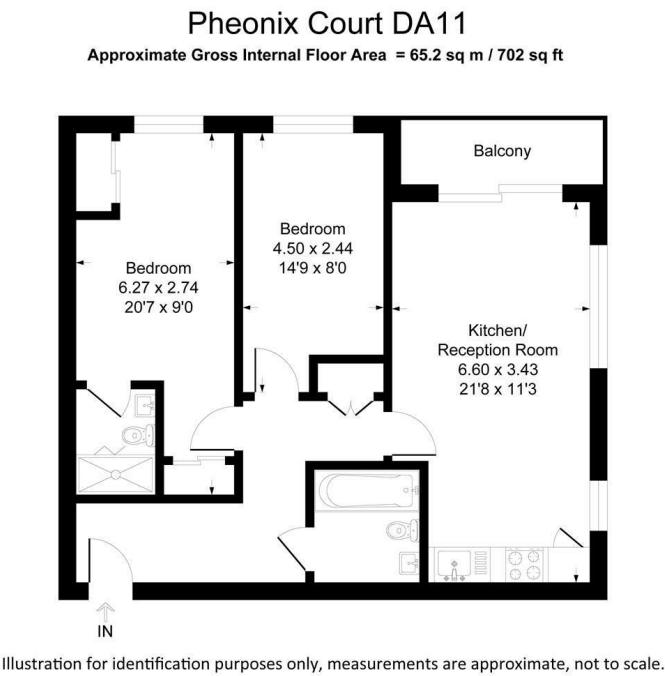 Pheonix Court DA11
Approximate Gross Internal Floor Area = 65.2 sq m / 702 sq ft
Balcony
Bedroom
4.50 x 2.44
14'9 x 8'0
Bedroom
6.27 x 2.74
20'7 x 9'0
Kitchen/
Reception Room
6.60 x 3.43
21'8 x 11'3
IN
Illustration for identification purposes only, measurements are approximate, not to scale.